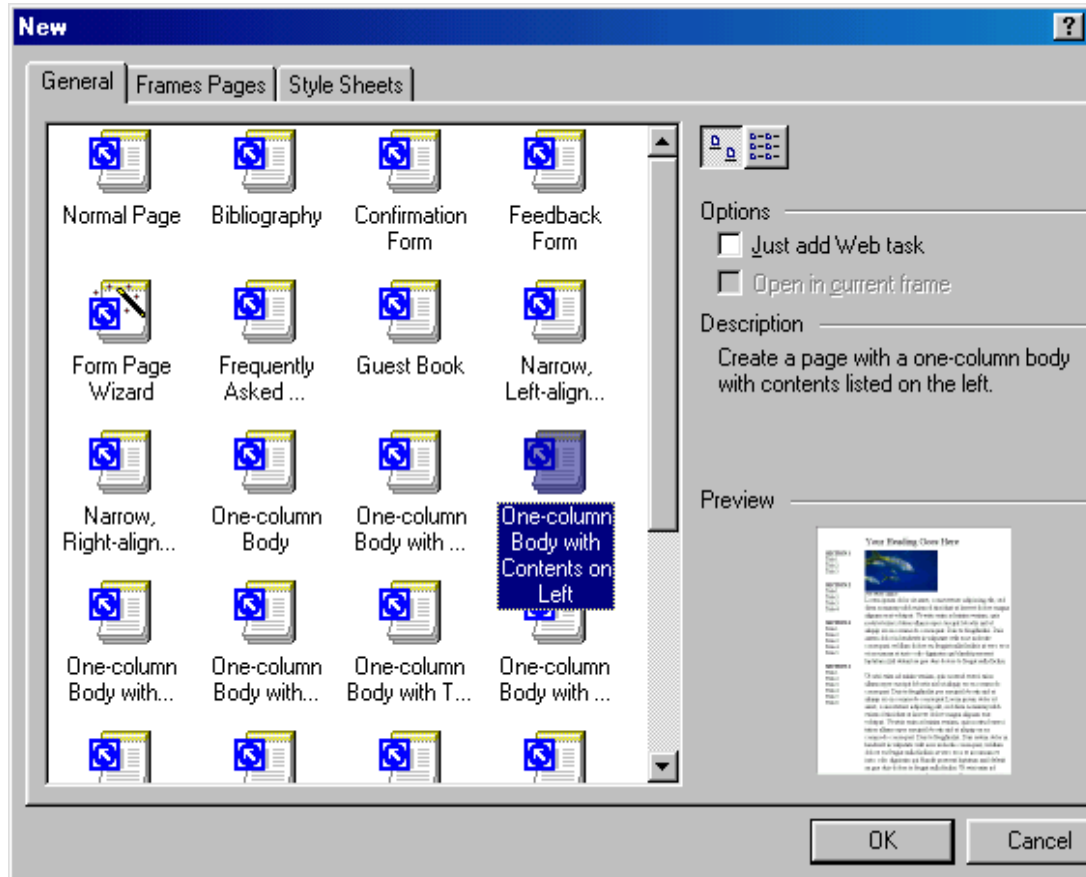 New
?
General
Frames Pages
Style Sheets
Normal Page
Bibliography
Confirmation
Form
Feedback
Form
Form Page
Wizard
Frequently
Asked ...
Guest Book
Narrow,
Left-align...
Narrow,
Right-align...
One-column
Body
One-column
Body with ...
One-column
Body with
Contents on
Left
One-column
Body with...
One-column
Body with...
One-column
Body with T...
One-column
Body with ...
Options
Just add Web task
Open in current frame
Description
Create a page with a one-column body
with contents listed on the left.
Preview
Your Heading Goes Here
OK
Cancel